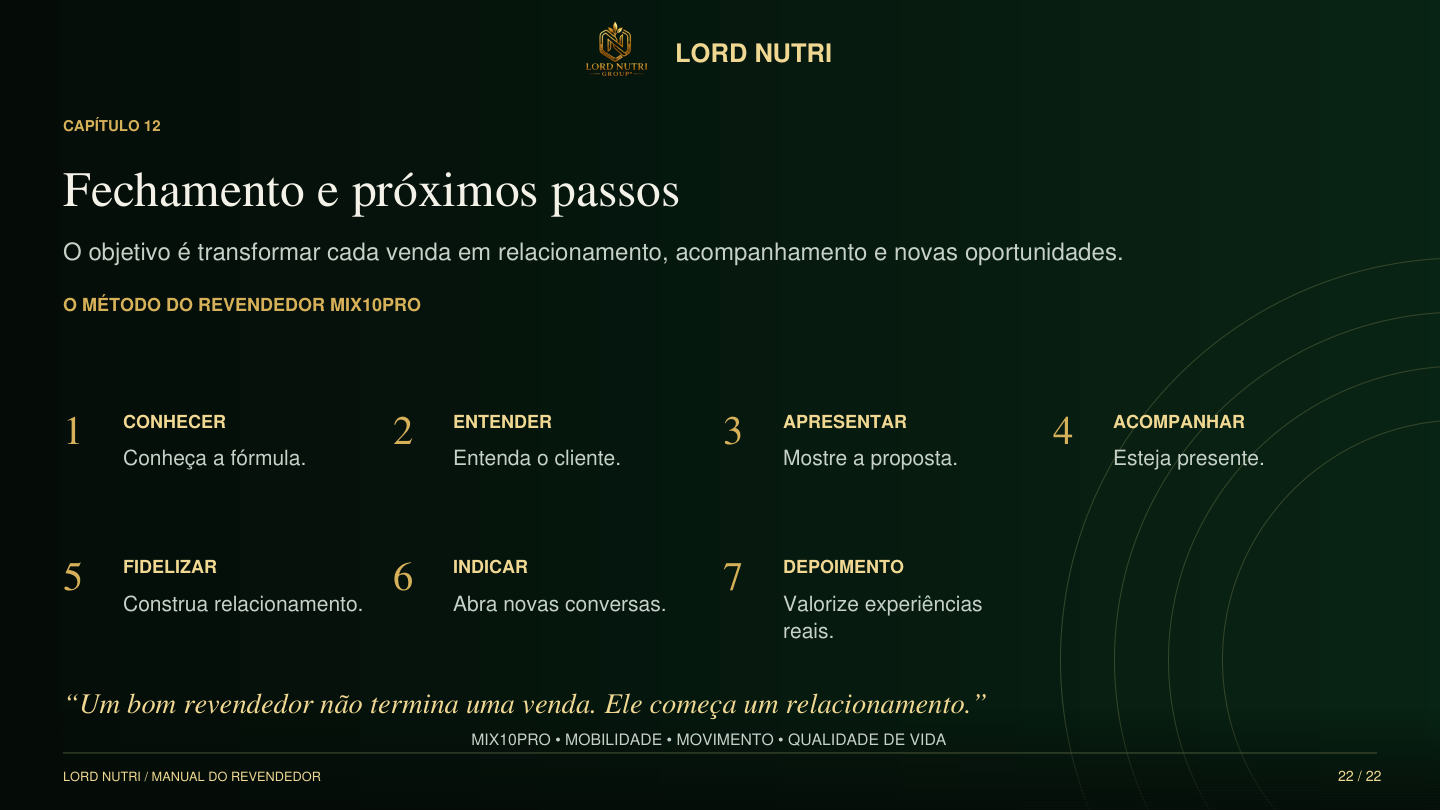 LORD NUTRI
GROUP
LORD NUTRI
CAPÍTULO 12
Fechamento e próximos passos
O objetivo é transformar cada venda em relacionamento, acompanhamento e novas oportunidades.
O MÉTODO DO REVENDEDOR MIX10PRO
1 CONHECER
Conheça a fórmula.
2 ENTENDER
Entenda o cliente.
3 APRESENTAR
Mostre a proposta.
4 ACOMPANHAR
Esteja presente.
5 FIDELIZAR
Construa relacionamento.
6 INDICAR
Abra novas conversas.
7 DEPOIMENTO
Valorize experiências
reais.
“Um bom revendedor não termina uma venda. Ele começa um relacionamento.”
MIX10PRO • MOBILIDADE • MOVIMENTO • QUALIDADE DE VIDA
LORD NUTRI / MANUAL DO REVENDEDOR
22 / 22